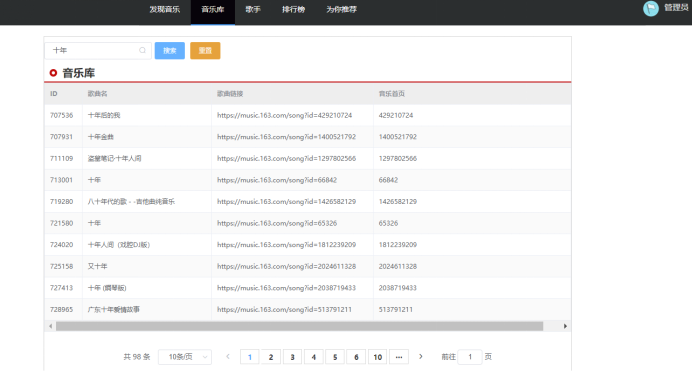 发现音乐 音乐库 歌手 排行榜 为你推荐 管理员
十年 搜索 重置
音乐库
ID 歌曲名 歌曲链接 音乐首页
707536 十年后的我 https://music.163.com/song?id=429210724 429210724
707931 十年金曲 https://music.163.com/song?id=1400521792 1400521792
711109 盗墓笔记·十年人间 https://music.163.com/song?id=1297802566 1297802566
713001 十年 https://music.163.com/song?id=66842 66842
719280 八十年代的歌 - -吉他曲纯音乐 https://music.163.com/song?id=1426582129 1426582129
721580 十年 https://music.163.com/song?id=65326 65326
724020 十年人间（戏腔DJ版） https://music.163.com/song?id=1812239209 1812239209
725158 又十年 https://music.163.com/song?id=2024611328 2024611328
727413 十年 (钢琴版) https://music.163.com/song?id=2038719433 2038719433
728965 广东十年爱情故事 https://music.163.com/song?id=513791211 513791211
共 98 条 10条/页 1 2 3 4 5 6 10 ··· 前往 1 页